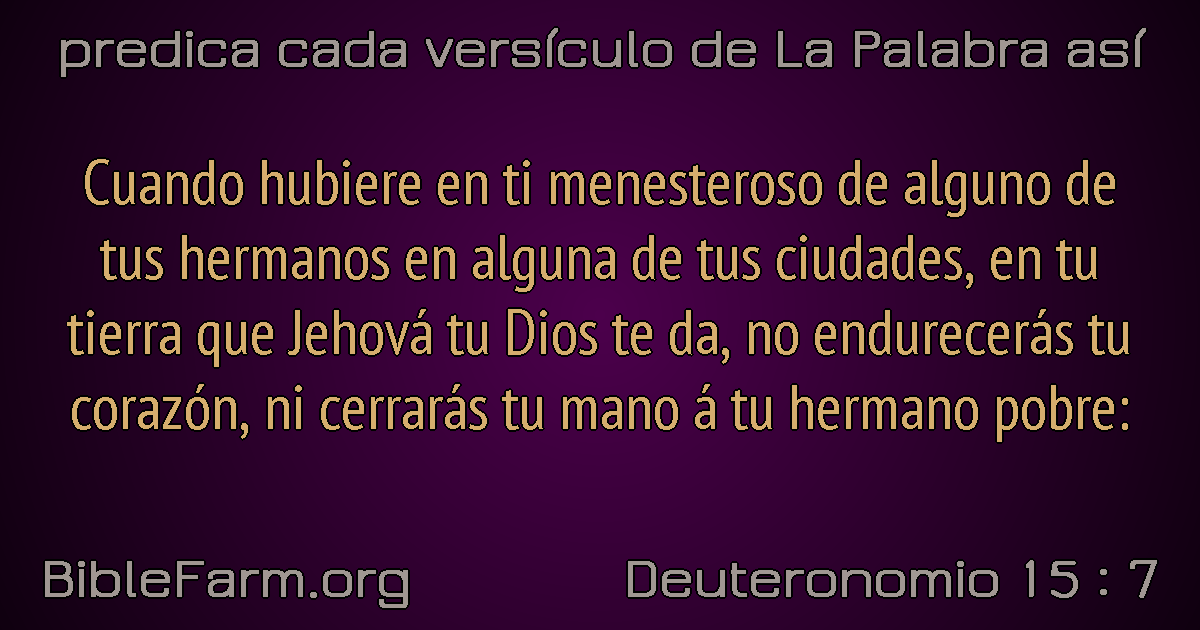 predica cada versículo de La Palabra así
Cuando hubiere en ti menesteroso de alguno de
tus hermanos en alguna de tus ciudades, en tu
tierra que Jehová tu Dios te da, no endurecerás tu
corazón, ni cerrarás tu mano á tu hermano pobre:
BibleFarm.org
Deuteronomio 15 : 7